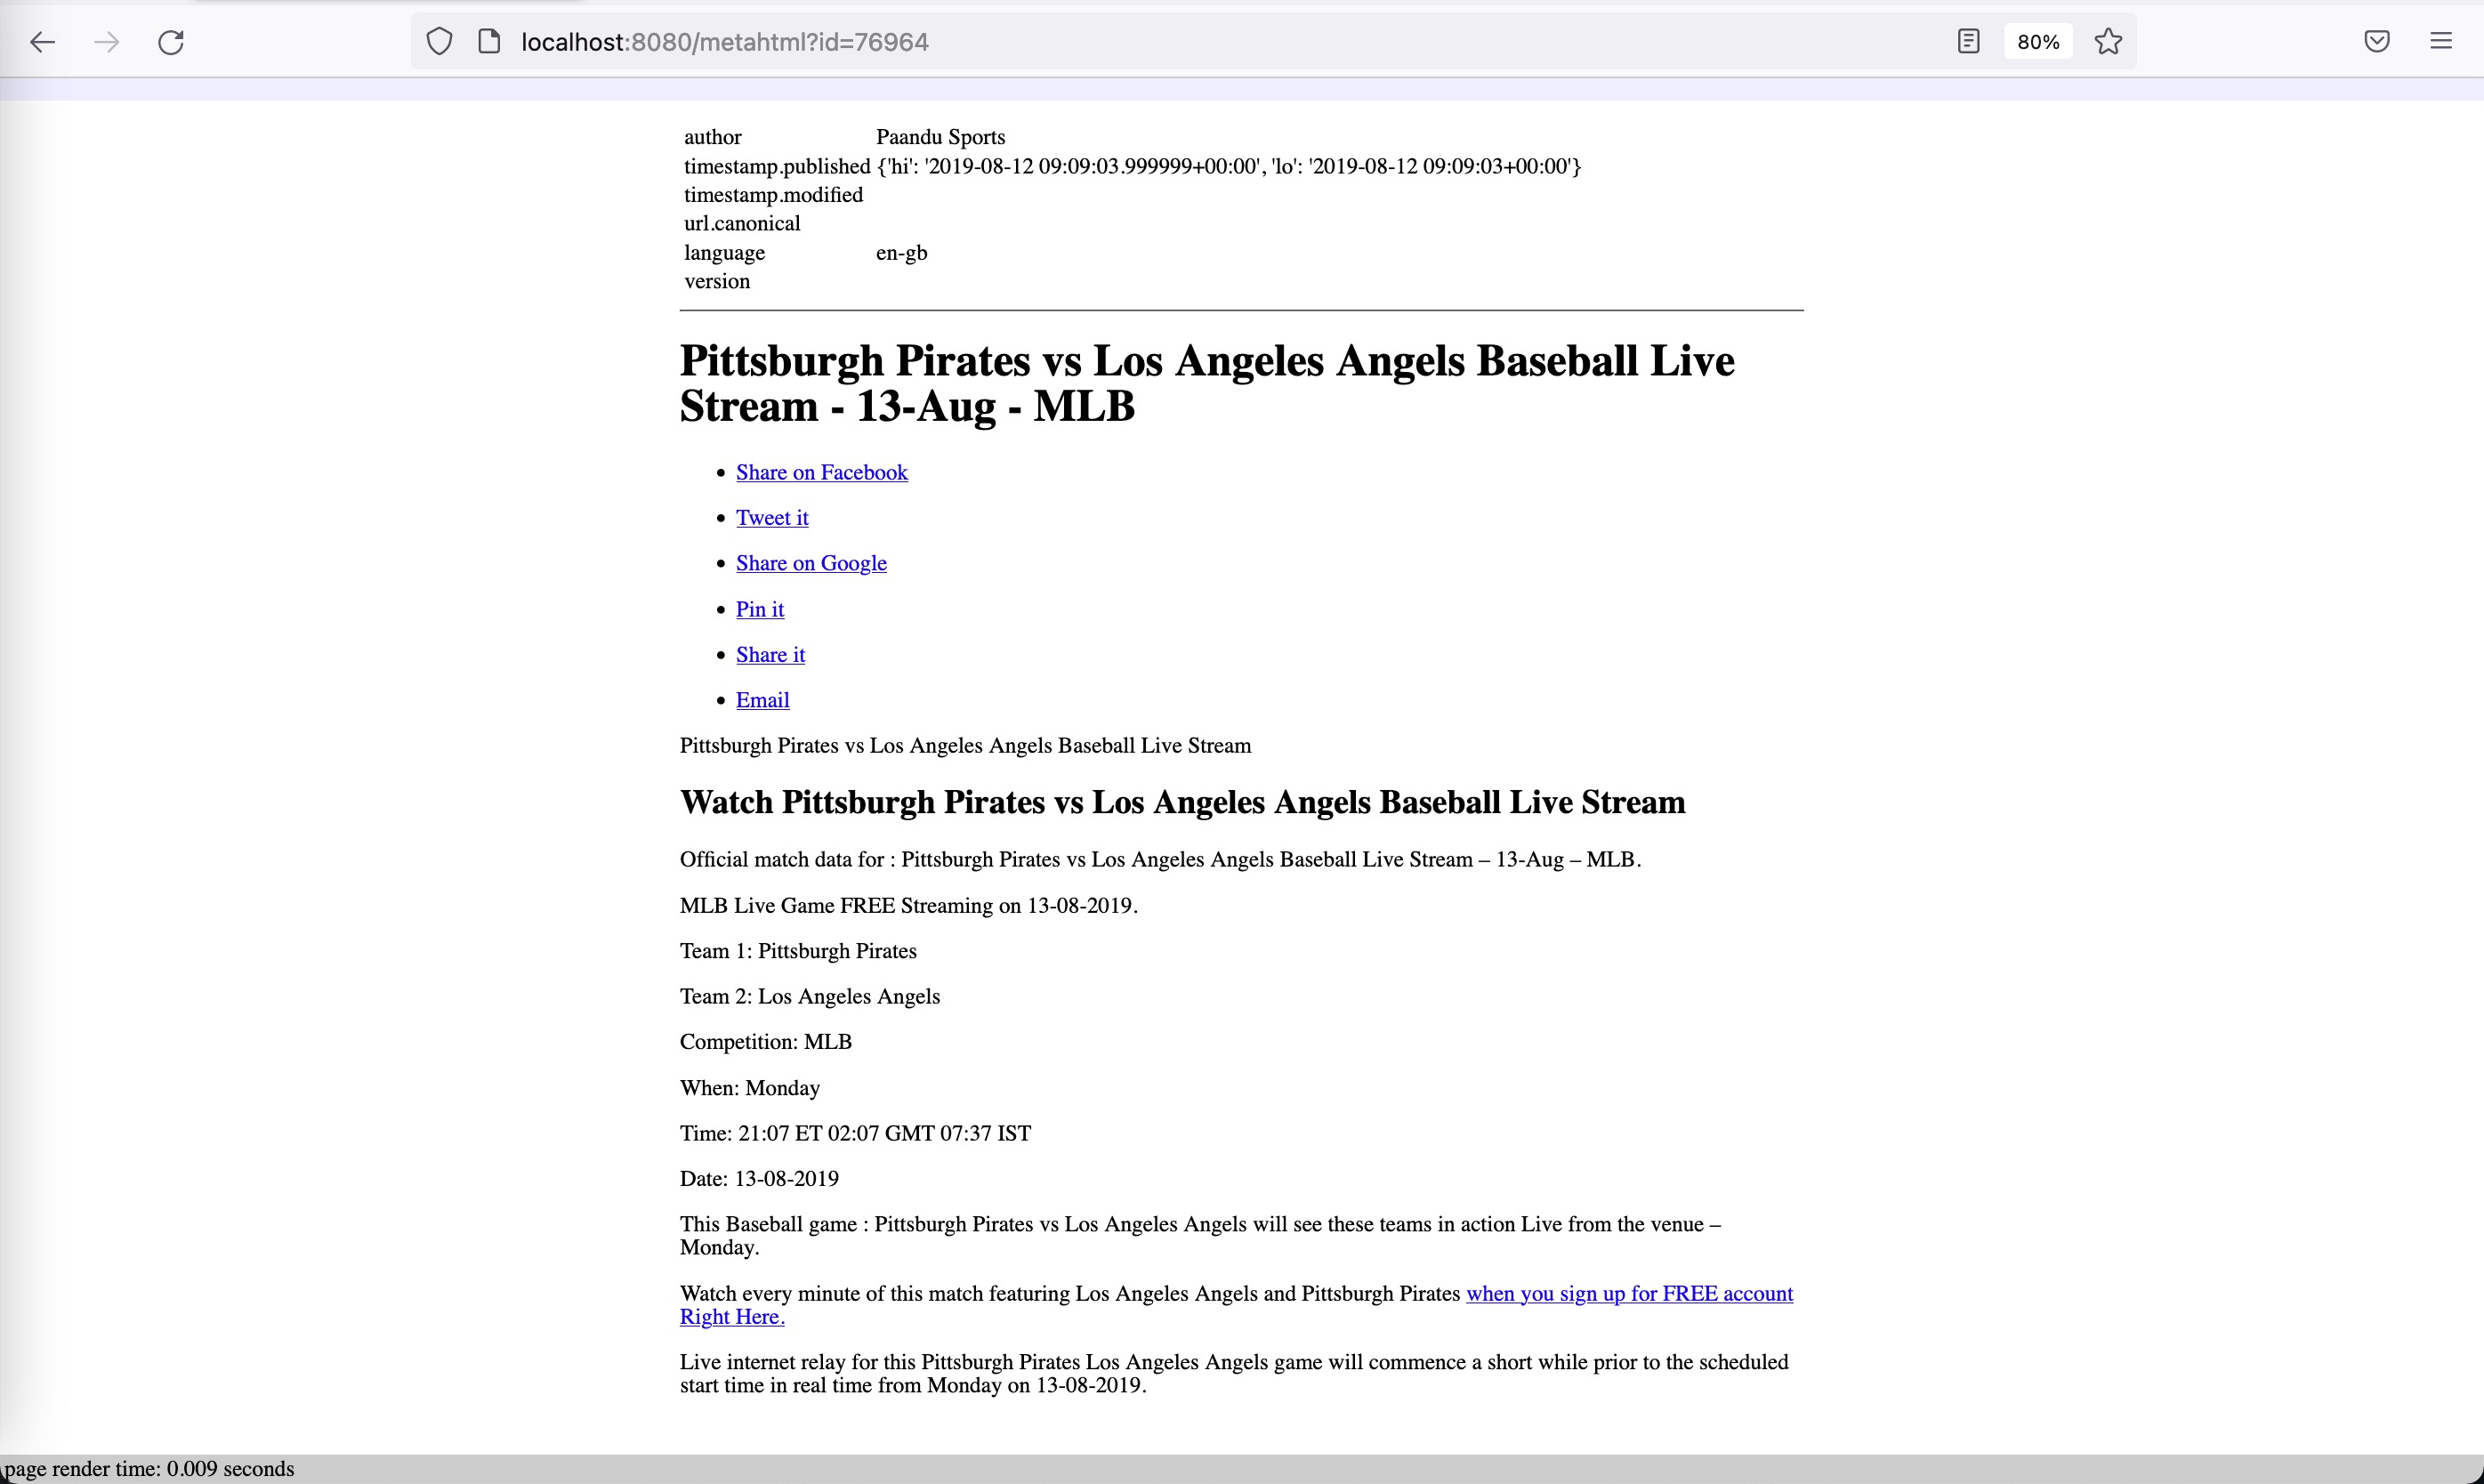 localhost:8080/metahtml?id=76964
80%
author Paandu Sports
timestamp.published {'hi': '2019-08-12 09:09:03.999999+00:00', 'lo': '2019-08-12 09:09:03+00:00'}
timestamp.modified
url.canonical
language en-gb
version
Pittsburgh Pirates vs Los Angeles Angels Baseball Live
Stream - 13-Aug - MLB
Share on Facebook
Tweet it
Share on Google
Pin it
Share it
Email
Pittsburgh Pirates vs Los Angeles Angels Baseball Live Stream
Watch Pittsburgh Pirates vs Los Angeles Angels Baseball Live Stream
Official match data for : Pittsburgh Pirates vs Los Angeles Angels Baseball Live Stream – 13-Aug – MLB.
MLB Live Game FREE Streaming on 13-08-2019.
Team 1: Pittsburgh Pirates
Team 2: Los Angeles Angels
Competition: MLB
When: Monday
Time: 21:07 ET 02:07 GMT 07:37 IST
Date: 13-08-2019
This Baseball game : Pittsburgh Pirates vs Los Angeles Angels will see these teams in action Live from the venue –
Monday.
Watch every minute of this match featuring Los Angeles Angels and Pittsburgh Pirates when you sign up for FREE account
Right Here.
Live internet relay for this Pittsburgh Pirates Los Angeles Angels game will commence a short while prior to the scheduled
start time in real time from Monday on 13-08-2019.
page render time: 0.009 seconds